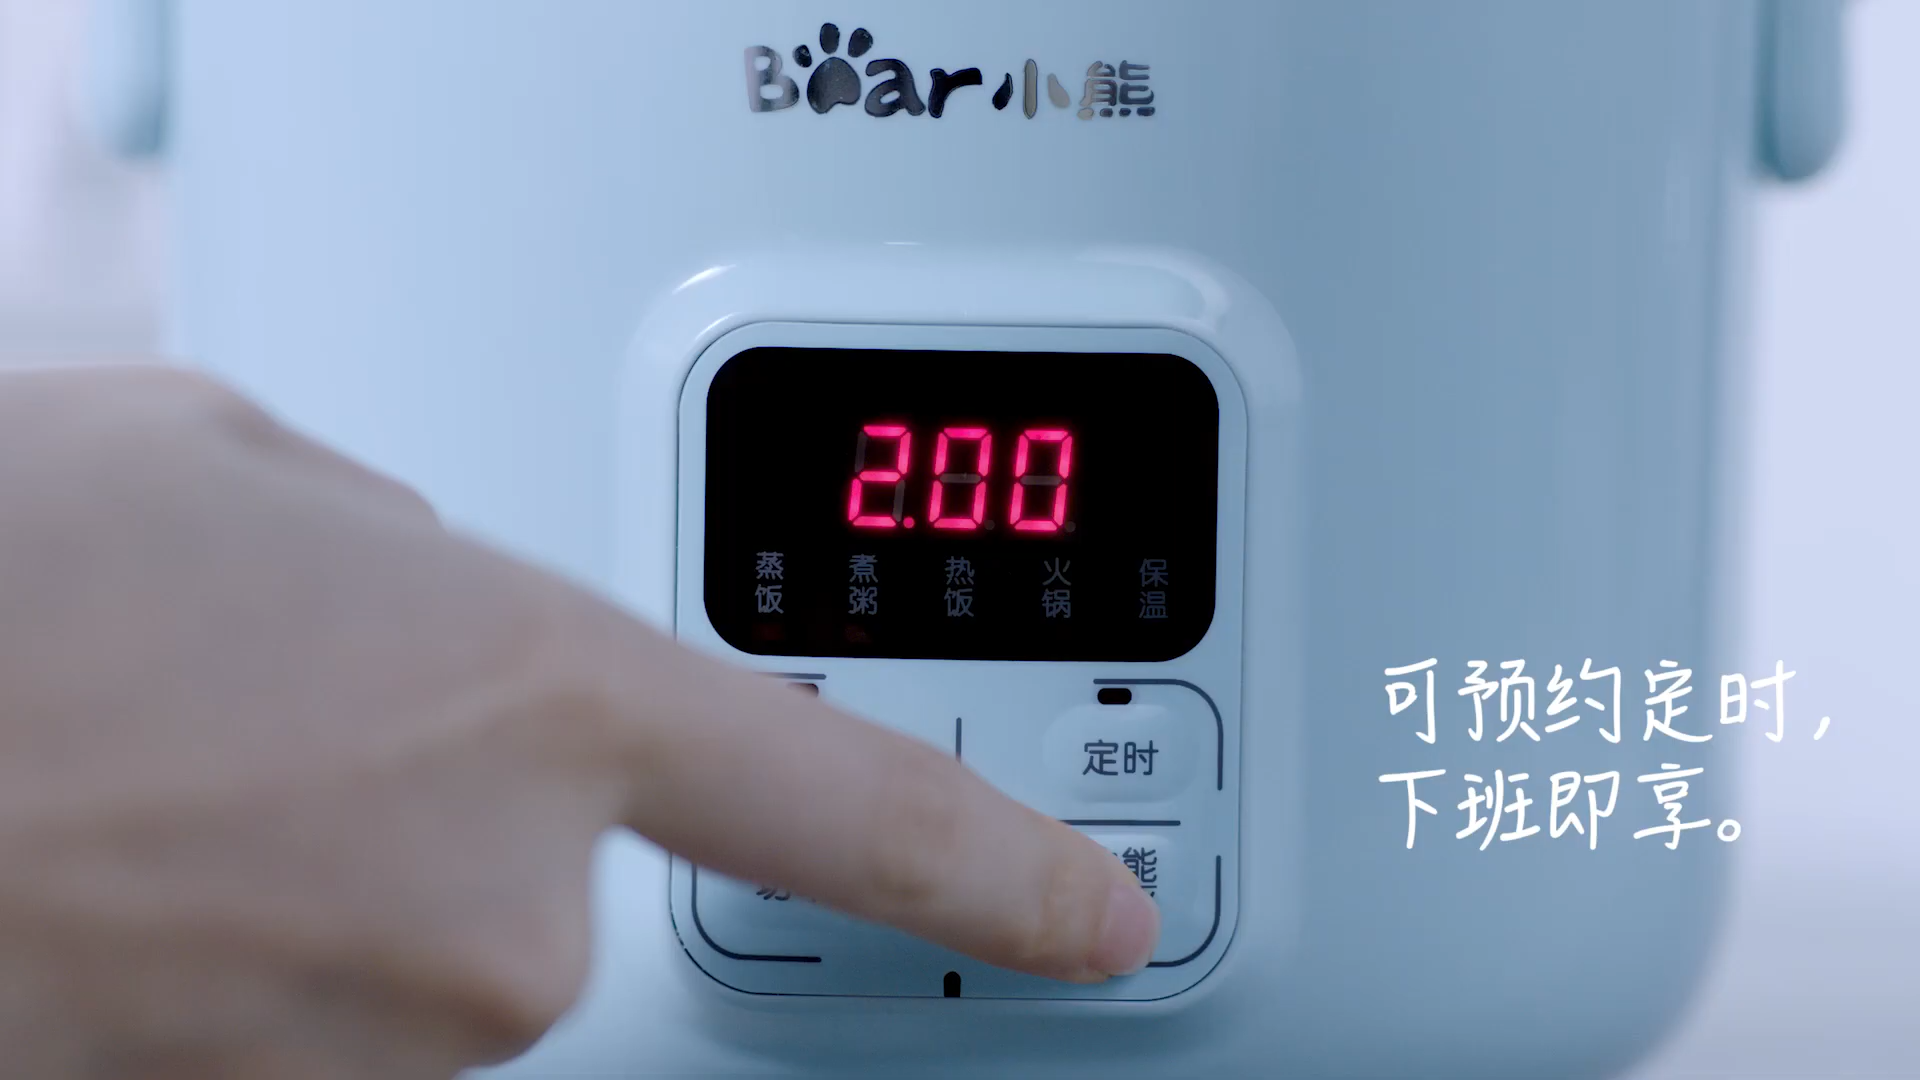 Bear小熊
2.00
蒸饭 煮粥 热饭 火锅 保温
定时
能
可预约定时，
下班即享。